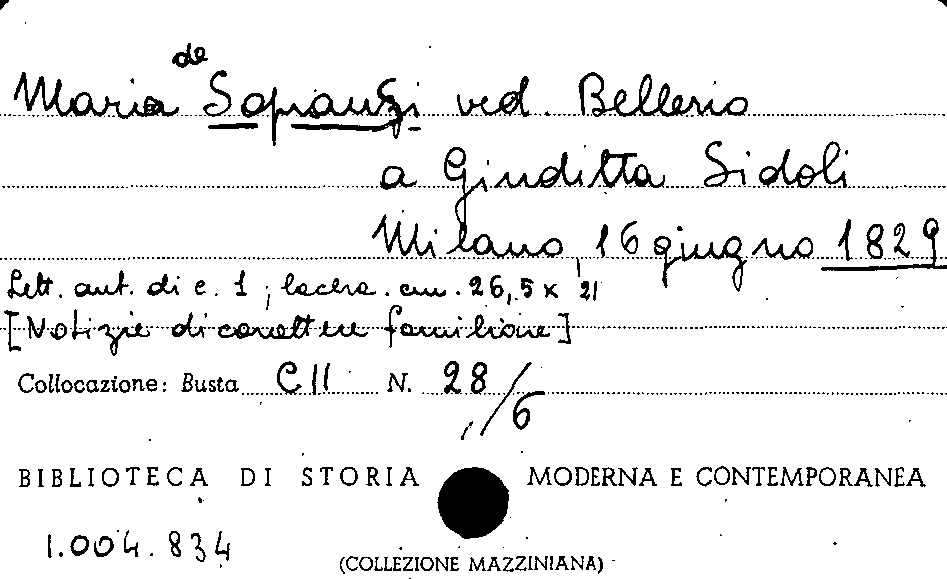 Maria de Sopranzi ved. Bellerio
a Giuditta Sidoli
Milano, 16 giugno 1829
Lett. aut. di c. 1, lacera. cm. 26,5 x 21
[Notizie di carattere familiare]
Collocazione: Busta CII N. 28/6
BIBLIOTECA DI STORIA MODERNA E CONTEMPORANEA
1.004.834
(COLLEZIONE MAZZINIANA)